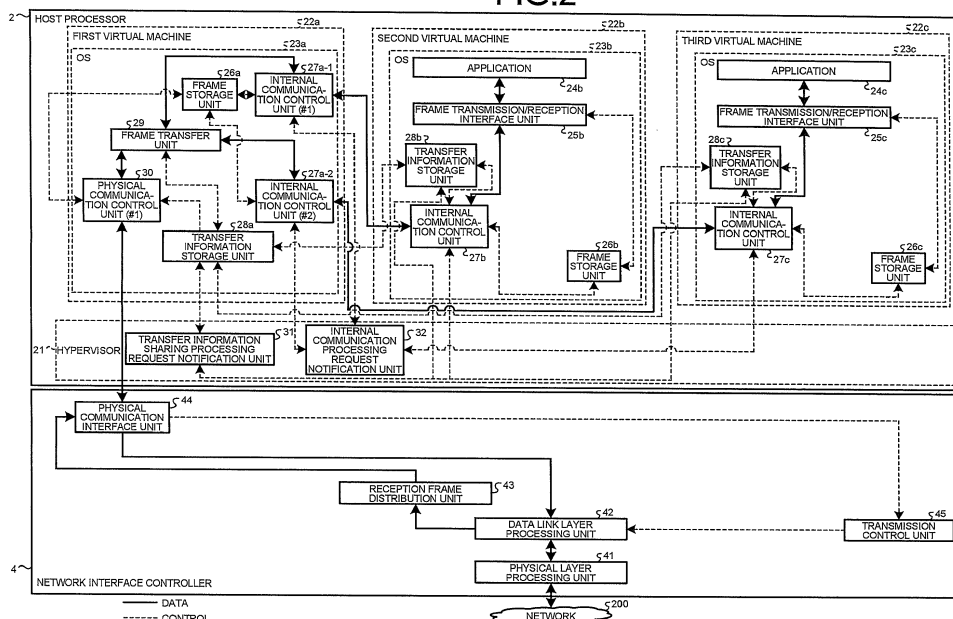 FIG.2
2
HOST PROCESSOR
22a
FIRST VIRTUAL MACHINE
23a
OS
26a
FRAME
STORAGE
UNIT
27a-1
INTERNAL
COMMUNICA-
TION CONTROL
UNIT (#1)
29
FRAME TRANSFER
UNIT
30
PHYSICAL
COMMUNICA-
TION CONTROL
UNIT (#1)
27a-2
INTERNAL
COMMUNICA-
TION CONTROL
UNIT (#2)
28a
TRANSFER
INFORMATION
STORAGE UNIT
22b
SECOND VIRTUAL MACHINE
23b
OS
APPLICATION
24b
FRAME TRANSMISSION/RECEPTION
INTERFACE UNIT
25b
28b
TRANSFER
INFORMATION
STORAGE
UNIT
INTERNAL
COMMUNICA-
TION CONTROL
UNIT
27b
26b
FRAME
STORAGE
UNIT
22c
THIRD VIRTUAL MACHINE
23c
OS
APPLICATION
24c
FRAME TRANSMISSION/RECEPTION
INTERFACE UNIT
25c
28c
TRANSFER
INFORMATION
STORAGE
UNIT
INTERNAL
COMMUNICA-
TION CONTROL
UNIT
27c
26c
FRAME
STORAGE
UNIT
21
HYPERVISOR
31
TRANSFER INFORMATION
SHARING PROCESSING
REQUEST NOTIFICATION UNIT
32
INTERNAL
COMMUNICATION
PROCESSING
REQUEST
NOTIFICATION UNIT
44
PHYSICAL
COMMUNICATION
INTERFACE UNIT
43
RECEPTION FRAME
DISTRIBUTION UNIT
42
DATA LINK LAYER
PROCESSING UNIT
45
TRANSMISSION
CONTROL UNIT
41
PHYSICAL LAYER
PROCESSING UNIT
4
NETWORK INTERFACE CONTROLLER
200
NETWORK
DATA
CONTROL